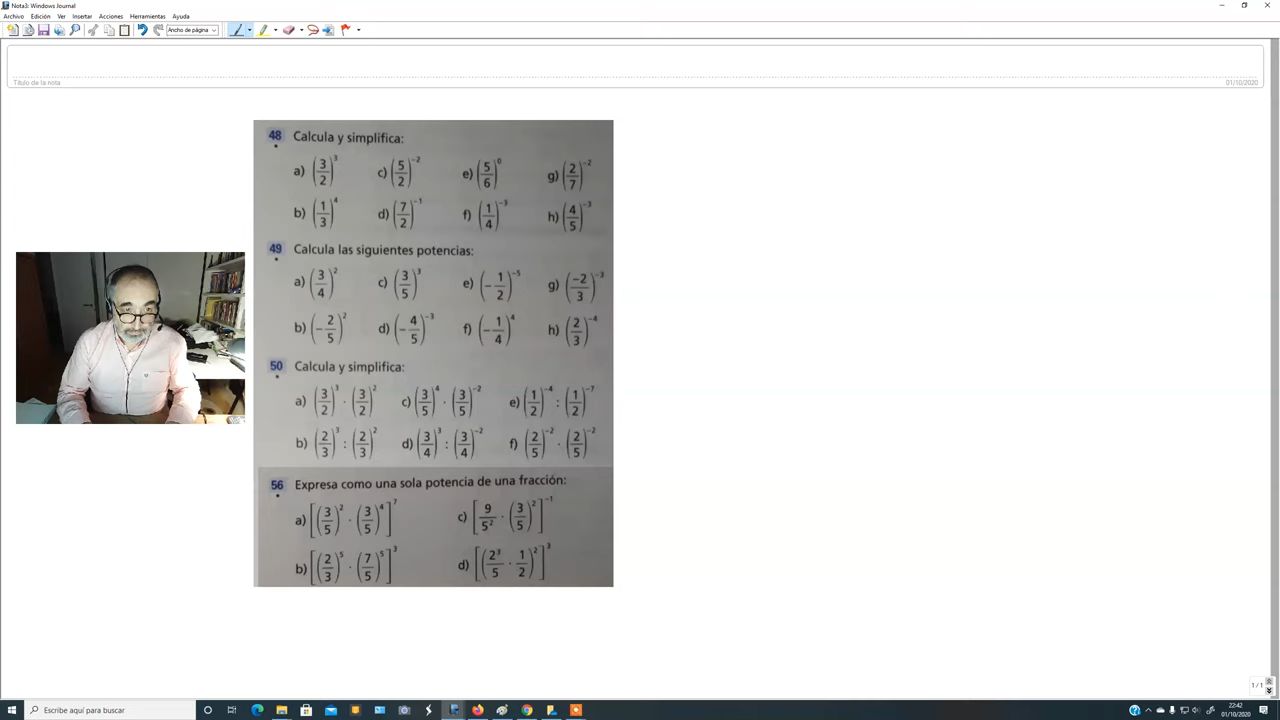 Nota3: Windows Journal
Archivo Edición Ver Insertar Acciones Herramientas Ayuda
Ancho de página
Título de la nota
01/10/2020
48 Calcula y simplifica:
a) (3/2)^3 c) (5/2)^-2 e) (5/6)^0 g) (2/7)^-2
b) (1/3)^4 d) (7/2)^-1 f) (1/4)^-3 h) (4/5)^-3
49 Calcula las siguientes potencias:
a) (3/4)^2 c) (3/5)^3 e) (-1/2)^-5 g) (-2/3)^-3
b) (-2/5)^2 d) (-4/5)^-3 f) (-1/4)^4 h) (2/3)^-4
50 Calcula y simplifica:
a) (3/2)^3 · (3/2)^2 c) (3/5)^4 · (3/5)^-2 e) (1/2)^-4 : (1/2)^-7
b) (2/3)^3 : (2/3)^2 d) (3/4)^3 : (3/4)^-2 f) (2/5)^-2 · (2/5)^-2
56 Expresa como una sola potencia de una fracción:
a) [(3/5)^2 · (3/5)^4]^7 c) [9/5^2 · (3/5)^2]^-1
b) [(2/3)^5 · (7/5)^5]^3 d) [(2^3/5 · 1/2)^2]^3
1 / 1
Escribe aquí para buscar
22:42
01/10/2020